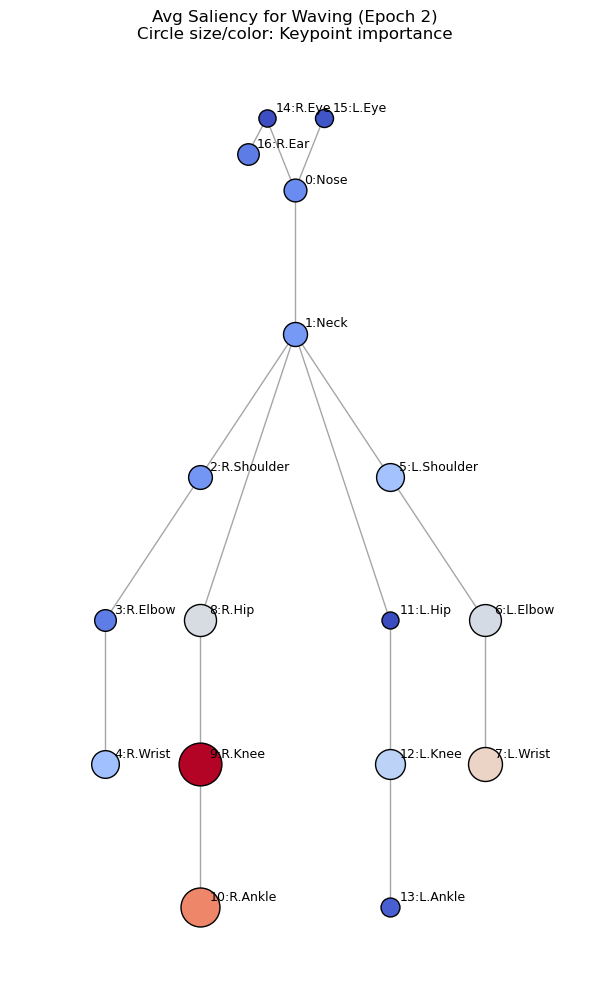 Avg Saliency for Waving (Epoch 2)
Circle size/color: Keypoint importance
14:R.Eye
15:L.Eye
16:R.Ear
0:Nose
1:Neck
2:R.Shoulder
5:L.Shoulder
3:R.Elbow
8:R.Hip
11:L.Hip
6:L.Elbow
4:R.Wrist
9:R.Knee
12:L.Knee
7:L.Wrist
10:R.Ankle
13:L.Ankle